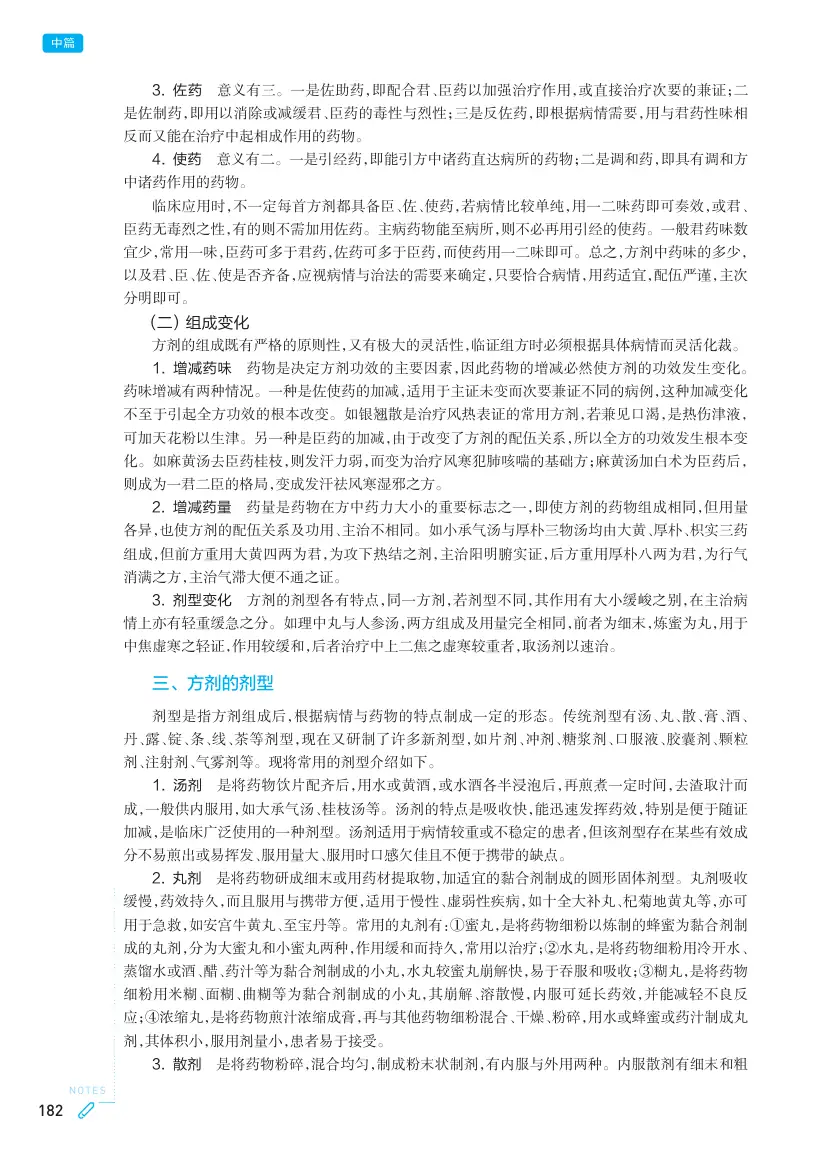 中篇
3. 佐药　意义有三。一是佐助药,即配合君、臣药以加强治疗作用,或直接治疗次要的兼证;二
是佐制药,即用以消除或减缓君、臣药的毒性与烈性;三是反佐药,即根据病情需要,用与君药性味相
反而又能在治疗中起相成作用的药物。
4. 使药　意义有二。一是引经药,即能引方中诸药直达病所的药物;二是调和药,即具有调和方
中诸药作用的药物。
临床应用时,不一定每首方剂都具备臣、佐、使药,若病情比较单纯,用一二味药即可奏效,或君、
臣药无毒烈之性,有的则不需加用佐药。主病药物能至病所,则不必再用引经的使药。一般君药味数
宜少,常用一味,臣药可多于君药,佐药可多于臣药,而使药用一二味即可。总之,方剂中药味的多少,
以及君、臣、佐、使是否齐备,应视病情与治法的需要来确定,只要恰合病情,用药适宜,配伍严谨,主次
分明即可。
（二）组成变化
方剂的组成既有严格的原则性,又有极大的灵活性,临证组方时必须根据具体病情而灵活化裁。
1. 增减药味　药物是决定方剂功效的主要因素,因此药物的增减必然使方剂的功效发生变化。
药味增减有两种情况。一种是佐使药的加减,适用于主证未变而次要兼证不同的病例,这种加减变化
不至于引起全方功效的根本改变。如银翘散是治疗风热表证的常用方剂,若兼见口渴,是热伤津液,
可加天花粉以生津。另一种是臣药的加减,由于改变了方剂的配伍关系,所以全方的功效发生根本变
化。如麻黄汤去臣药桂枝,则发汗力弱,而变为治疗风寒犯肺咳喘的基础方;麻黄汤加白术为臣药后,
则成为一君二臣的格局,变成发汗祛风寒湿邪之方。
2. 增减药量　药量是药物在方中药力大小的重要标志之一,即使方剂的药物组成相同,但用量
各异,也使方剂的配伍关系及功用、主治不相同。如小承气汤与厚朴三物汤均由大黄、厚朴、枳实三药
组成,但前方重用大黄四两为君,为攻下热结之剂,主治阳明腑实证,后方重用厚朴八两为君,为行气
消满之方,主治气滞大便不通之证。
3. 剂型变化　方剂的剂型各有特点,同一方剂,若剂型不同,其作用有大小缓峻之别,在主治病
情上亦有轻重缓急之分。如理中丸与人参汤,两方组成及用量完全相同,前者为细末,炼蜜为丸,用于
中焦虚寒之轻证,作用较缓和,后者治疗中上二焦之虚寒较重者,取汤剂以速治。
三、方剂的剂型
剂型是指方剂组成后,根据病情与药物的特点制成一定的形态。传统剂型有汤、丸、散、膏、酒、
丹、露、锭、条、线、茶等剂型,现在又研制了许多新剂型,如片剂、冲剂、糖浆剂、口服液、胶囊剂、颗粒
剂、注射剂、气雾剂等。现将常用的剂型介绍如下。
1. 汤剂　是将药物饮片配齐后,用水或黄酒,或水酒各半浸泡后,再煎煮一定时间,去渣取汁而
成,一般供内服用,如大承气汤、桂枝汤等。汤剂的特点是吸收快,能迅速发挥药效,特别是便于随证
加减,是临床广泛使用的一种剂型。汤剂适用于病情较重或不稳定的患者,但该剂型存在某些有效成
分不易煎出或易挥发、服用量大、服用时口感欠佳且不便于携带的缺点。
2. 丸剂　是将药物研成细末或用药材提取物,加适宜的黏合剂制成的圆形固体剂型。丸剂吸收
缓慢,药效持久,而且服用与携带方便,适用于慢性、虚弱性疾病,如十全大补丸、杞菊地黄丸等,亦可
用于急救,如安宫牛黄丸、至宝丹等。常用的丸剂有:①蜜丸,是将药物细粉以炼制的蜂蜜为黏合剂制
成的丸剂,分为大蜜丸和小蜜丸两种,作用缓和而持久,常用以治疗;②水丸,是将药物细粉用冷开水、
蒸馏水或酒、醋、药汁等为黏合剂制成的小丸,水丸较蜜丸崩解快,易于吞服和吸收;③糊丸,是将药物
细粉用米糊、面糊、曲糊等为黏合剂制成的小丸,其崩解、溶散慢,内服可延长药效,并能减轻不良反
应;④浓缩丸,是将药物煎汁浓缩成膏,再与其他药物细粉混合、干燥、粉碎,用水或蜂蜜或药汁制成丸
剂,其体积小,服用剂量小,患者易于接受。
3. 散剂　是将药物粉碎,混合均匀,制成粉末状制剂,有内服与外用两种。内服散剂有细末和粗
NOTES
182